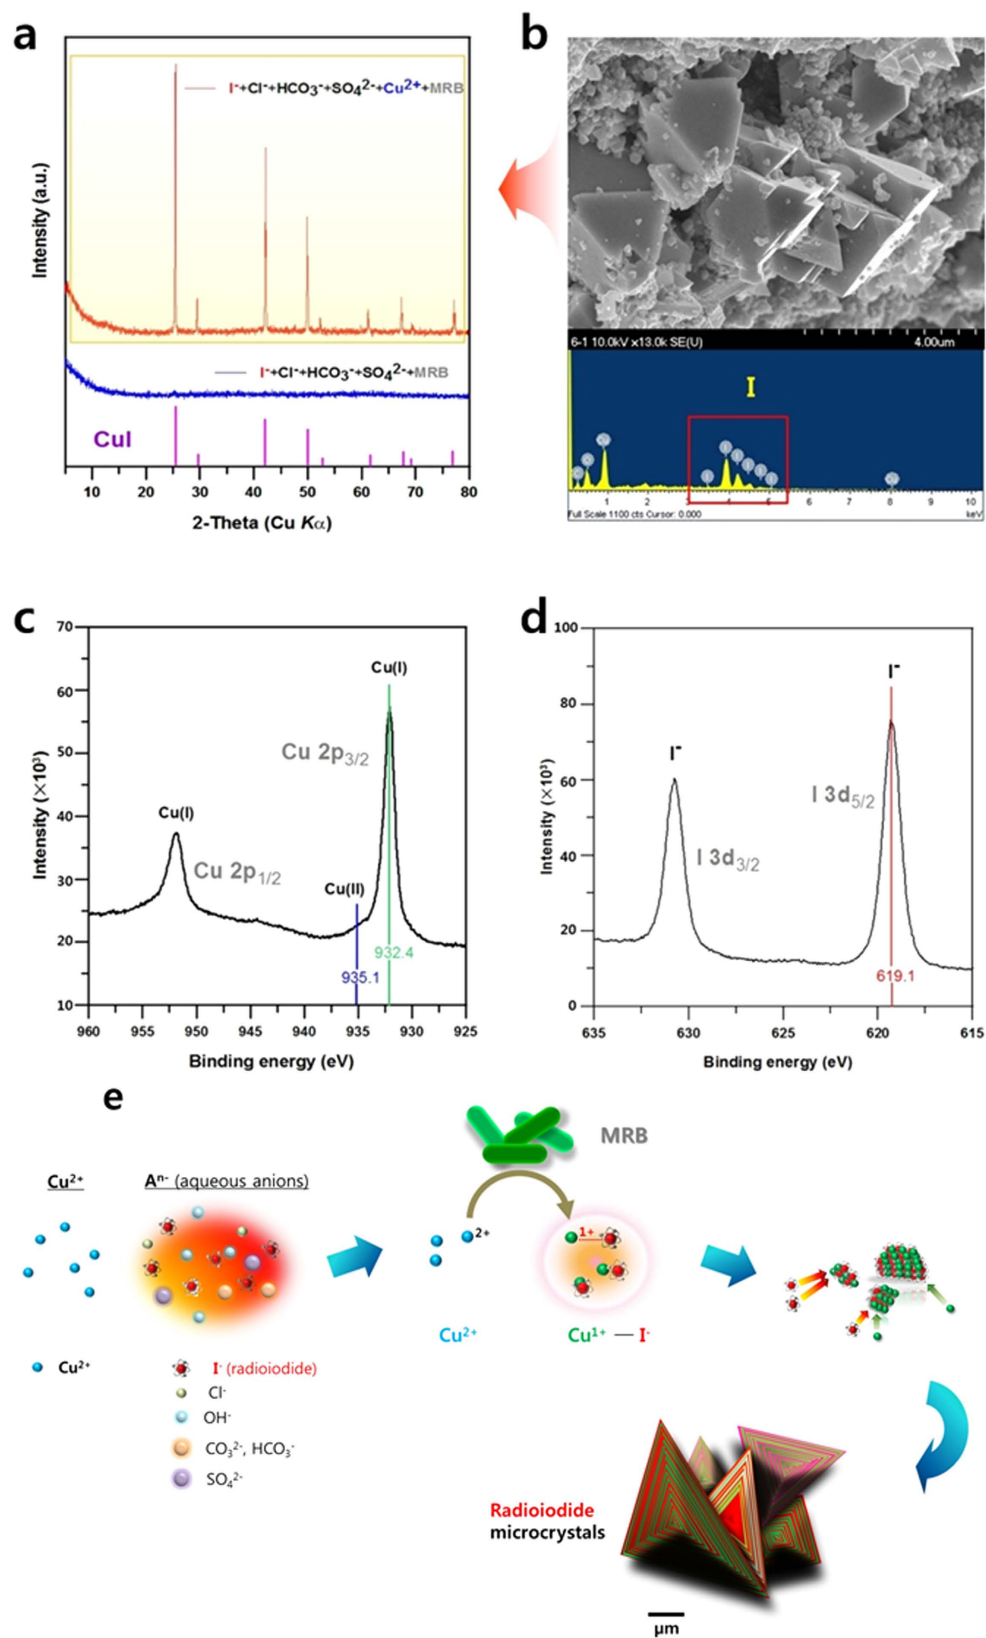 a
I⁻+Cl⁻+HCO₃⁻+SO₄²⁻+Cu²⁺+MRB
I⁻+Cl⁻+HCO₃⁻+SO₄²⁻+MRB
CuI
Intensity (a.u.)
10 20 30 40 50 60 70 80
2-Theta (Cu Kα)
b
6-1 10.0kV x13.0k SE(U) 4.00um
I
1 2 6 7 8 9 10
Full Scale 1100 cts Cursor: 0.000 keV
c
70
60
50
40
30
20
10
Intensity (×10³)
Cu(I)
Cu 2p₃/₂
Cu(I)
Cu 2p₁/₂
Cu(II)
932.4
935.1
960 955 950 945 940 935 930 925
Binding energy (eV)
d
100
80
60
40
20
0
Intensity (×10³)
I⁻
I⁻
I 3d₅/₂
I 3d₃/₂
619.1
635 630 625 620 615
Binding energy (eV)
e
MRB
Cu²⁺
Aⁿ⁻ (aqueous anions)
2+
1+
Cu²⁺
Cu¹⁺ — I⁻
Cu²⁺
I⁻ (radioiodide)
Cl⁻
OH⁻
CO₃²⁻, HCO₃⁻
SO₄²⁻
Radioiodide
microcrystals
µm